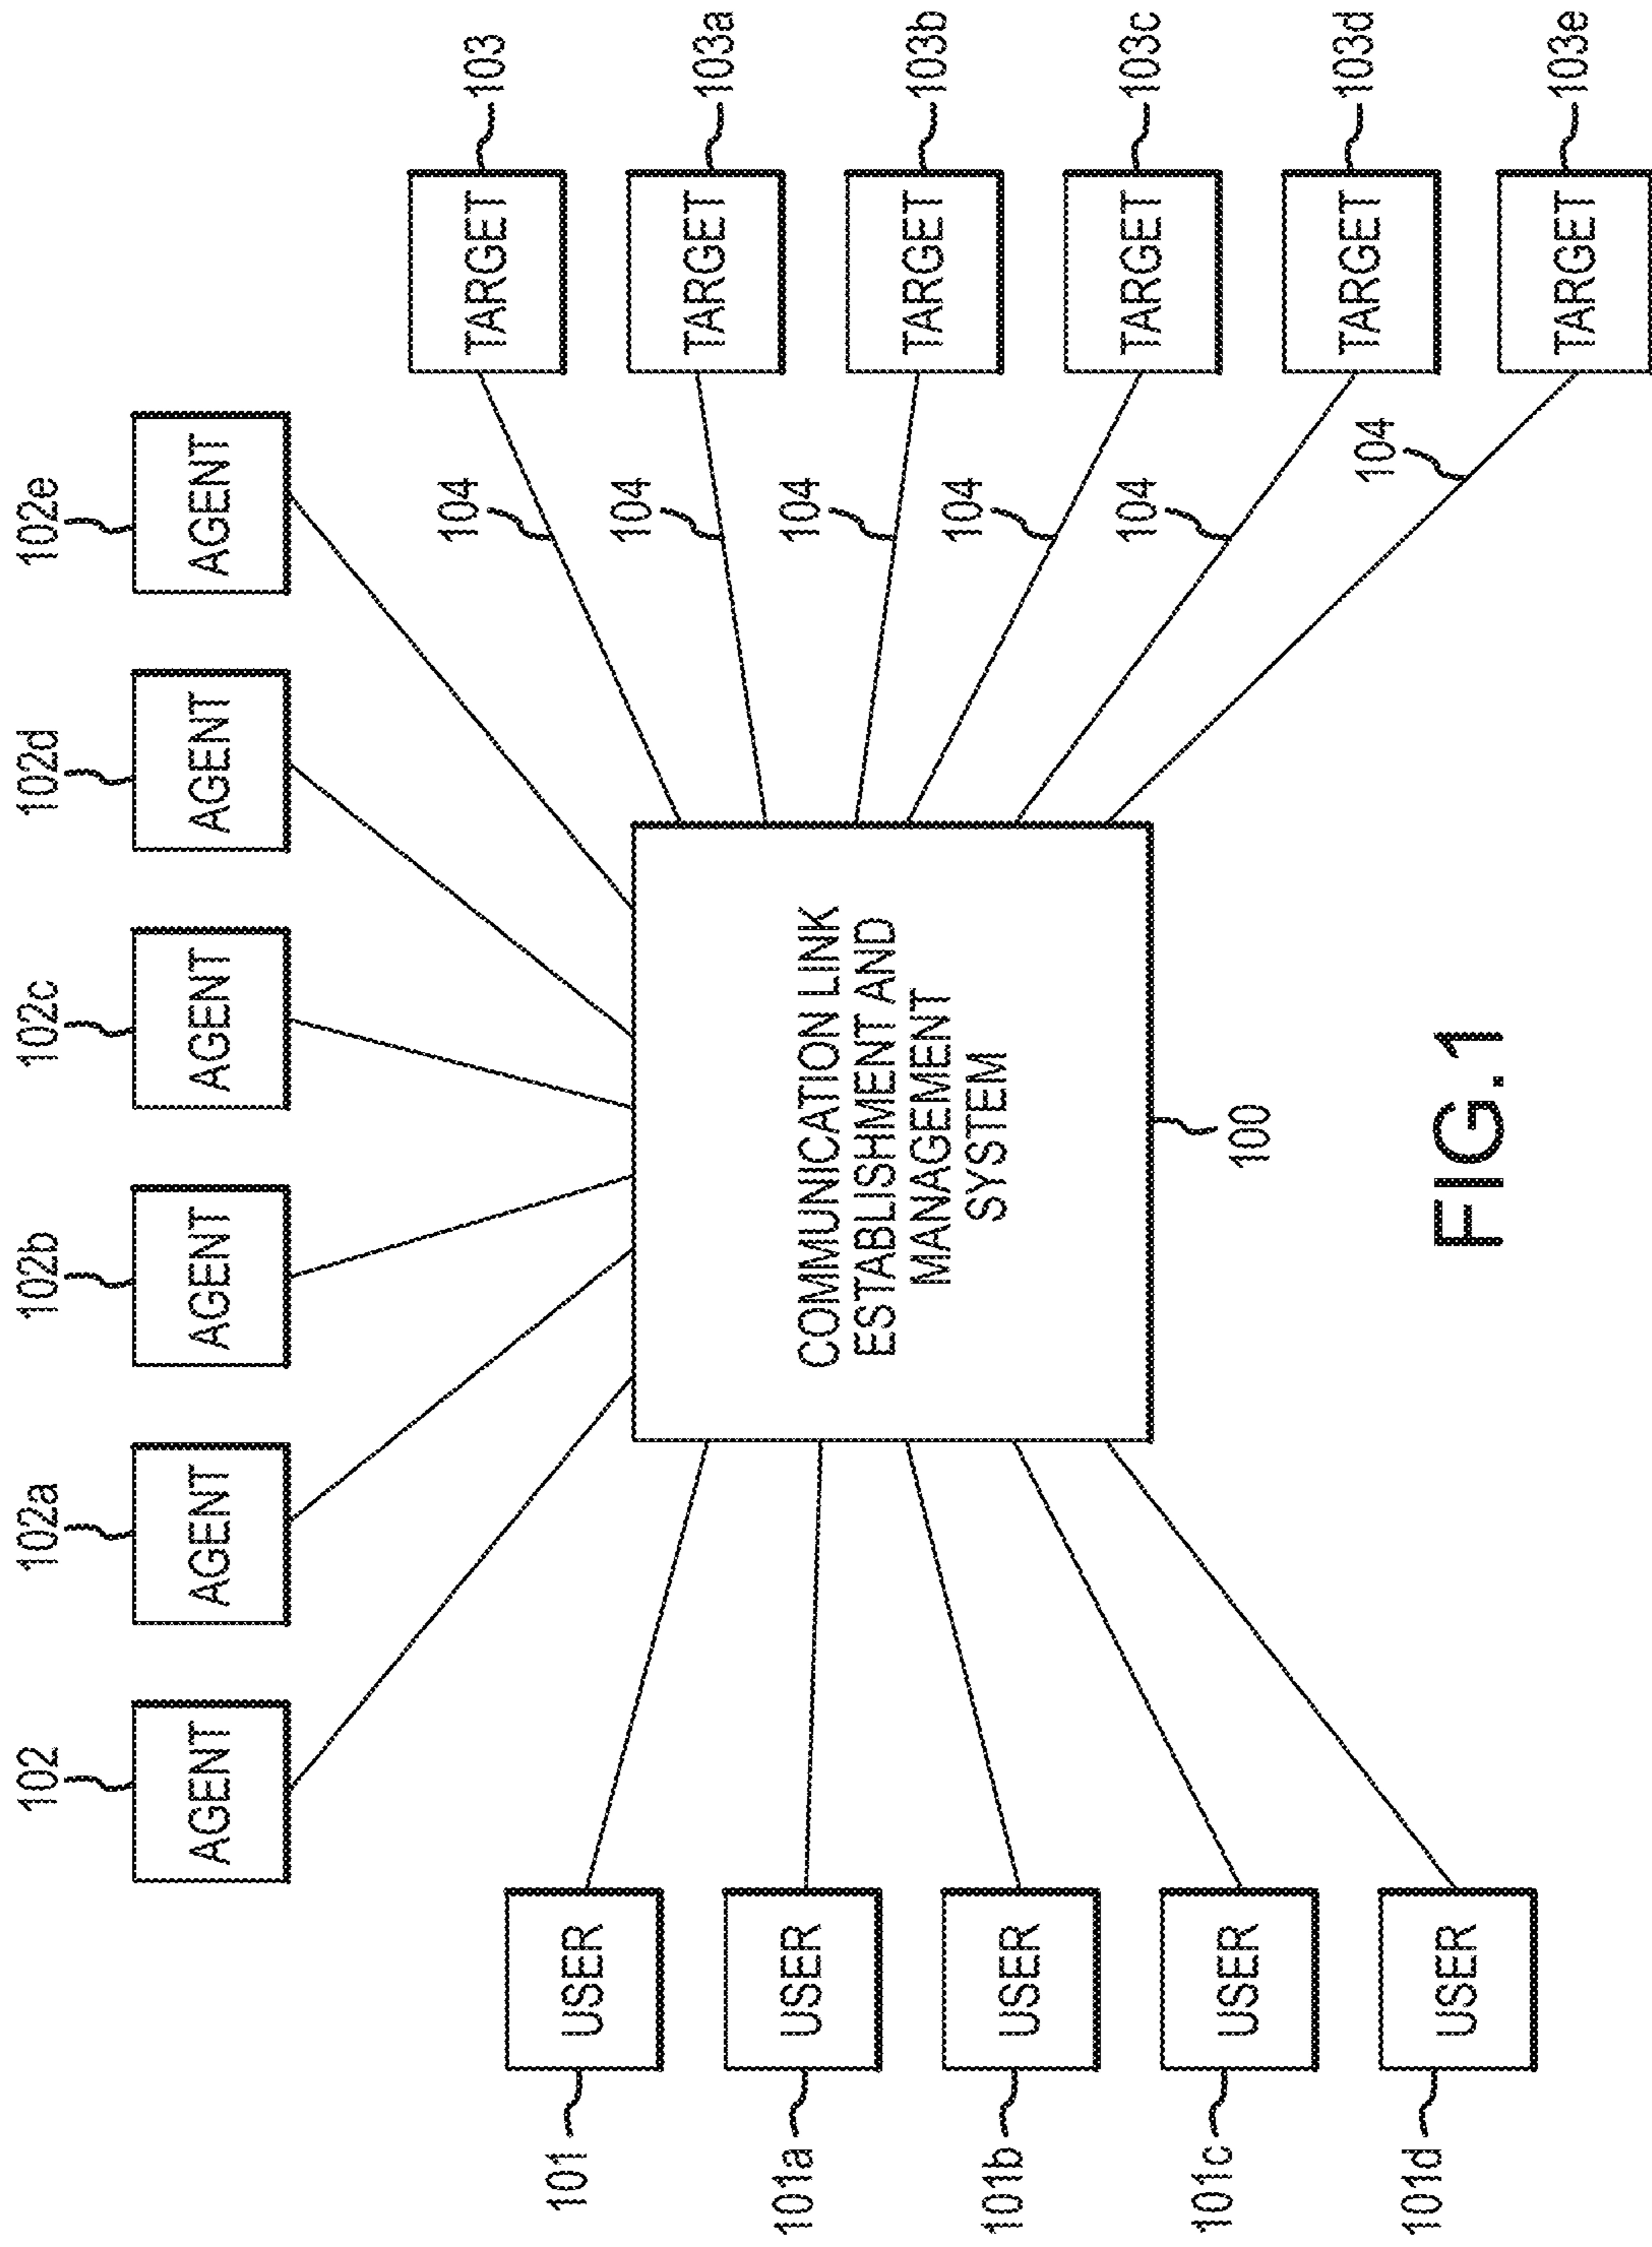 102
102a
102b
102c
102d
102e
AGENT
AGENT
AGENT
AGENT
AGENT
AGENT
101
USER
101a
USER
101b
USER
101c
USER
101d
USER
COMMUNICATION LINK
ESTABLISHMENT AND
MANAGEMENT
SYSTEM
100
104
104
104
104
104
104
TARGET
103
TARGET
103a
TARGET
103b
TARGET
103c
TARGET
103d
TARGET
103e
FIG.1